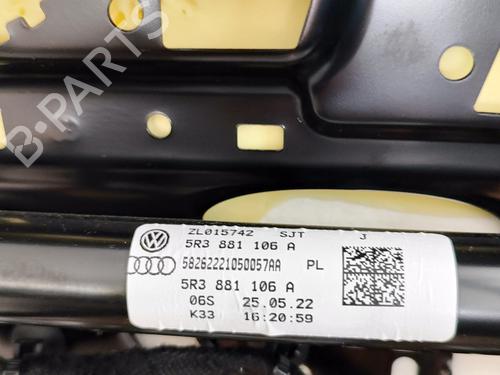 B-PARTS
ZL015742 SJT J
5R3 881 106 A
58262221050057AA PL
5R3 881 106 A
06S 25.05.22
K33 16:20:59